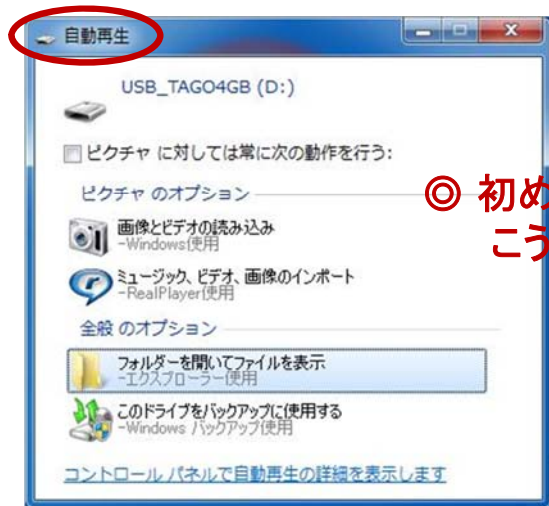 自動再生
USB_TAGO4GB (D:)
ピクチャ に対しては常に次の動作を行う:
ピクチャ のオプション
◎ 初め
こう
画像とビデオの読み込み
-Windows使用
ミュージック、ビデオ、画像のインポート
-RealPlayer使用
全般 のオプション
フォルダーを開いてファイルを表示
-エクスプローラー使用
このドライブをバックアップに使用する
-Windows バックアップ使用
コントロール パネルで自動再生の詳細を表示します